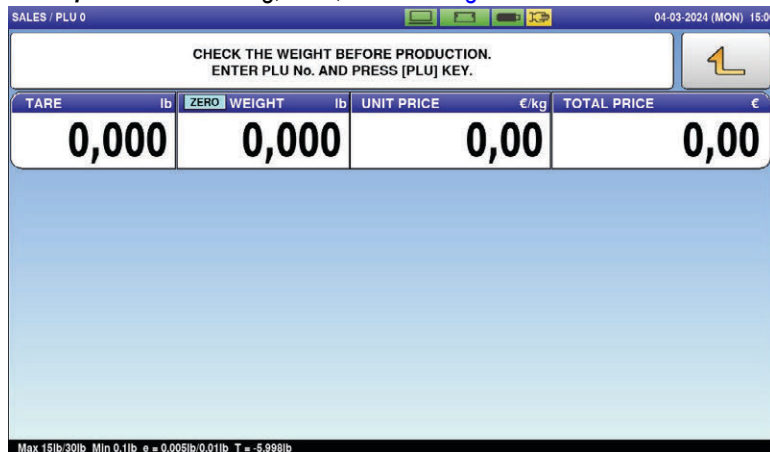 SALES / PLU 0
04-03-2024 (MON) 15:0
CHECK THE WEIGHT BEFORE PRODUCTION.
ENTER PLU No. AND PRESS [PLU] KEY.
TARE lb ZERO WEIGHT lb UNIT PRICE €/kg TOTAL PRICE €
0,000 0,000 0,00 0,00
Max 15lb/30lb Min 0.1lb e = 0.005lb/0.01lb T = -5.998lb